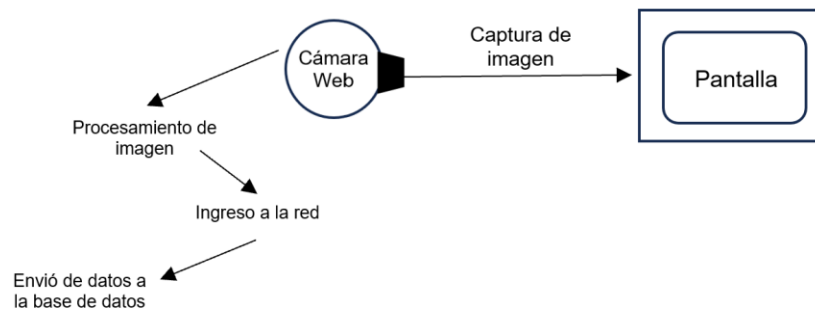 Cámara
Web
Captura de
imagen
Pantalla
Procesamiento de
imagen
Ingreso a la red
Envió de datos a
la base de datos